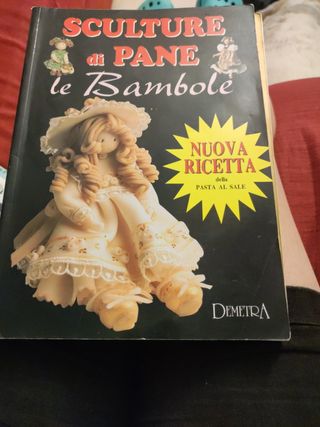 SCULTURE
di PANE
le Bambole
NUOVA
RICETTA
della
PASTA AL SALE
DEMETRA